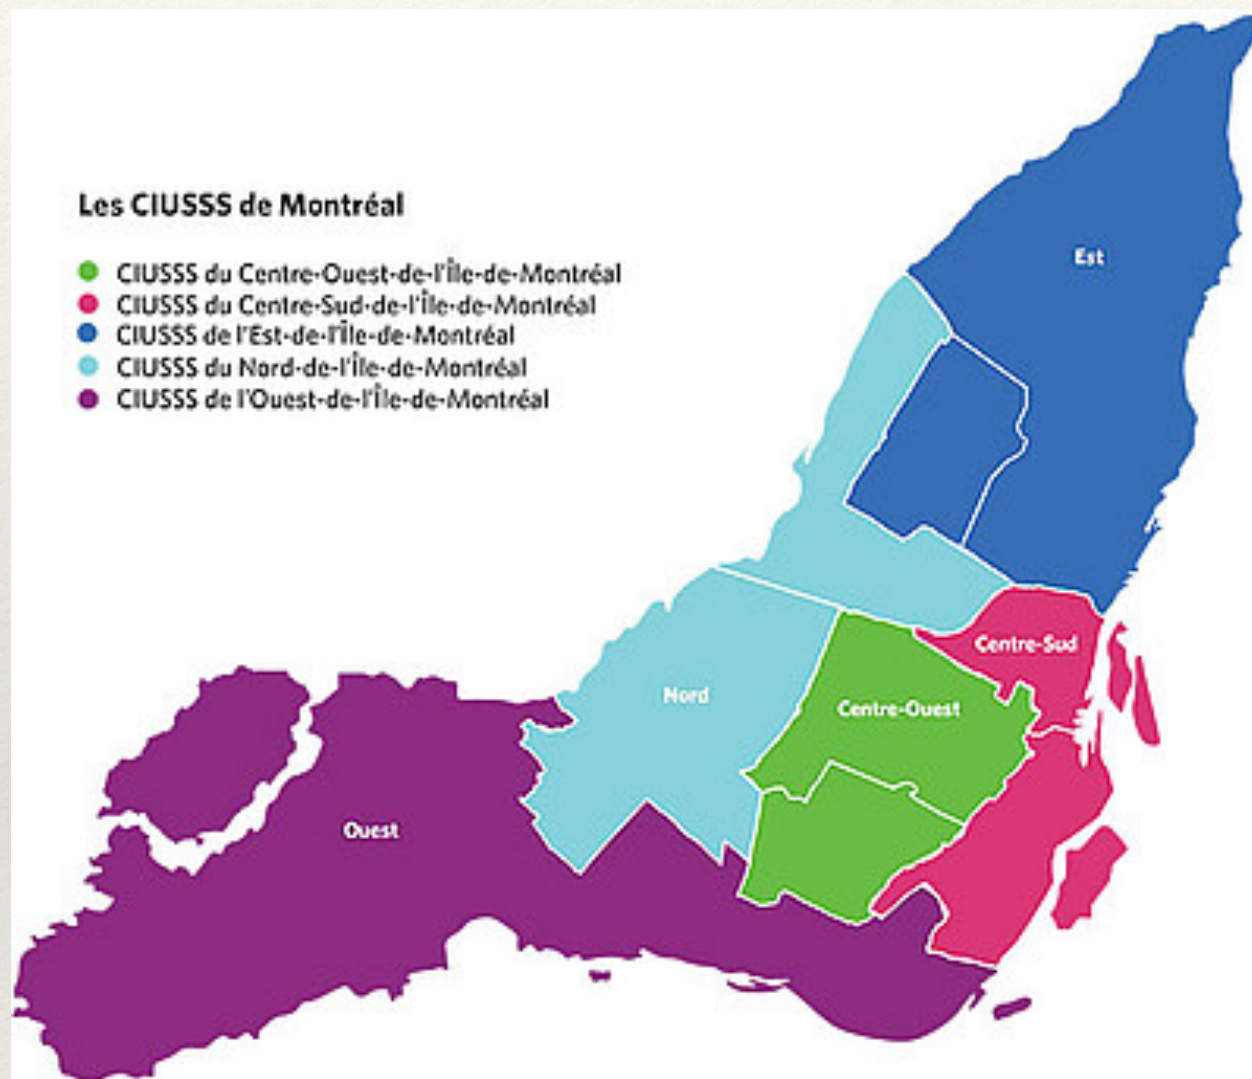 Les CIUSSS de Montréal
CIUSSS du Centre-Ouest-de-l'Île-de-Montréal
CIUSSS du Centre-Sud-de-l'Île-de-Montréal
CIUSSS de l'Est-de-l'Île-de-Montréal
CIUSSS du Nord-de-l'Île-de-Montréal
CIUSSS de l'Ouest-de-l'Île-de-Montréal
Est
Centre-Sud
Nord
Centre-Ouest
Ouest